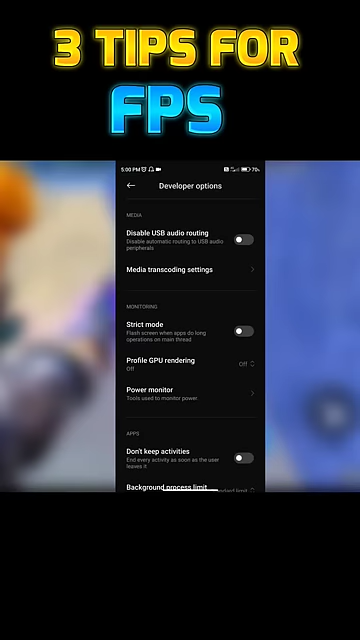 3 TIPS FOR
FPS
5:00 PM
70
Developer options
MEDIA
Disable USB audio routing
Disable automatic routing to USB audio
peripherals
Media transcoding settings
MONITORING
Strict mode
Flash screen when apps do long
operations on main thread
Profile GPU rendering
Off
Off
Power monitor
Tools used to monitor power
APPS
Don't keep activities
End every activity as soon as the user
leaves it
Background process limit